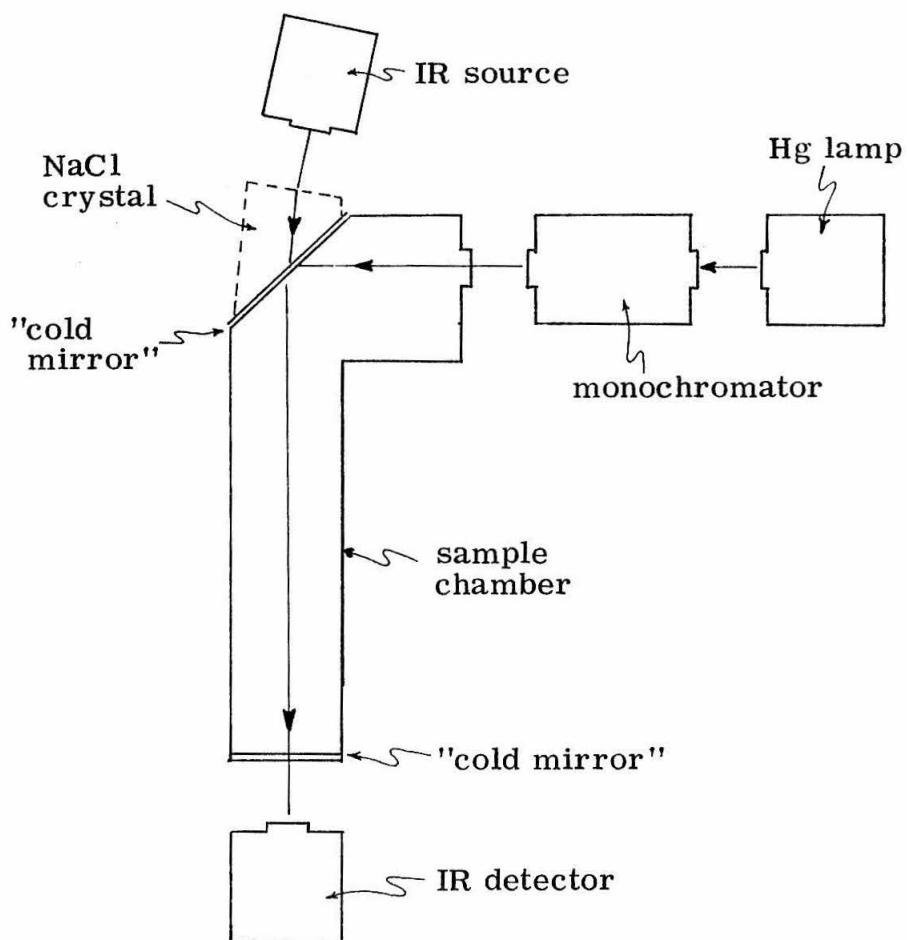 IR source
Hg lamp
NaCl
crystal
"cold
mirror"
monochromator
sample
chamber
"cold mirror"
IR detector